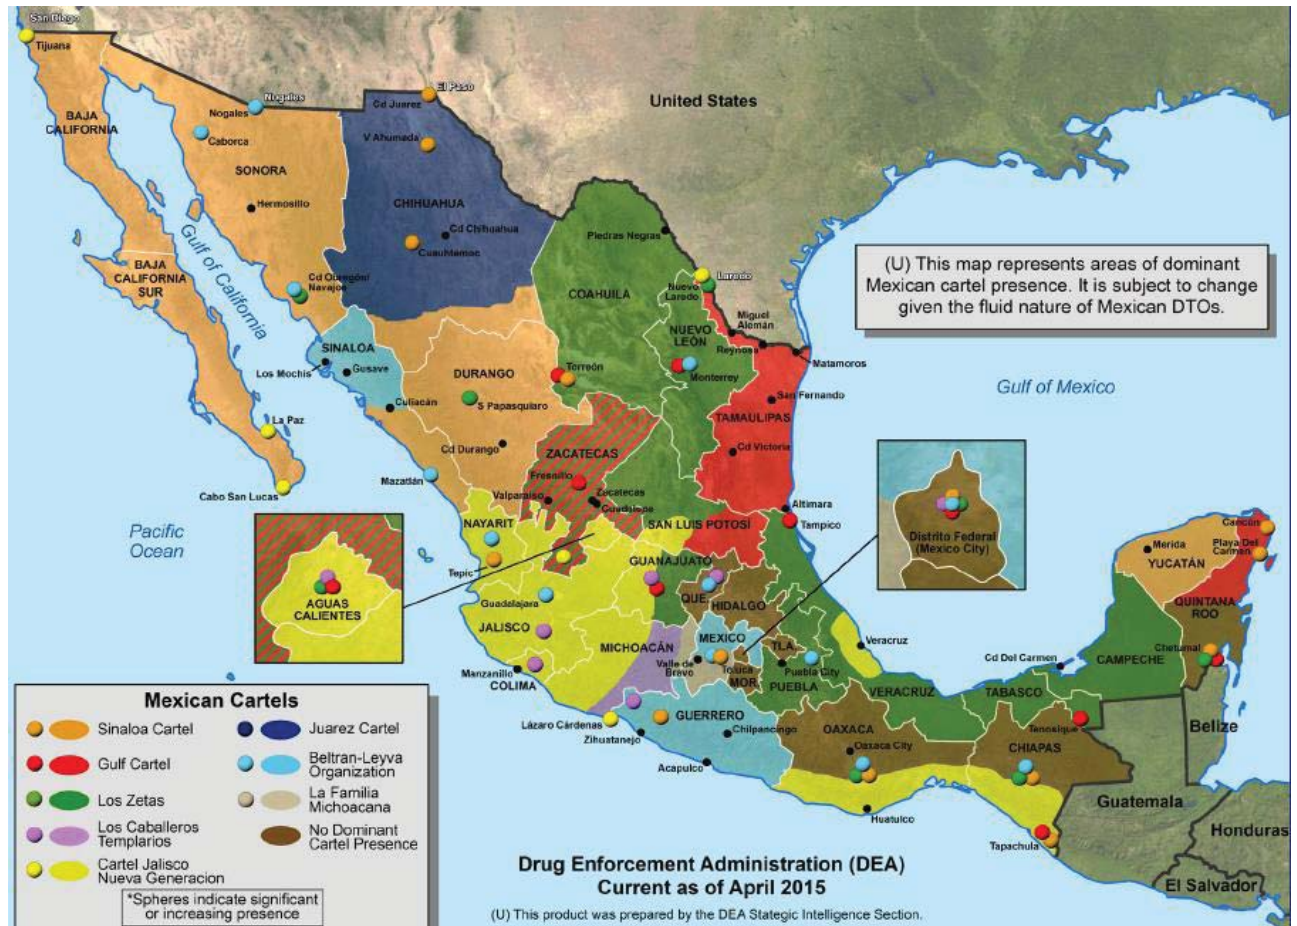 San Diego
Tijuana
BAJA
CALIFORNIA
Nogales
Nogales
Caborca
SONORA
Hermosillo
Gulf of California
BAJA
CALIFORNIA
SUR
Cd Obregón/
Navajoa
El Paso
Cd Juarez
V Ahumada
CHIHUAHUA
Cd Chihuahua
Cuauhtemoc
United States
Piedras Negras
COAHUILA
Laredo
Nuevo
Laredo
NUEVO
LEÓN
Miguel
Alemán
Reynosa
Matamoros
(U) This map represents areas of dominant
Mexican cartel presence. It is subject to change
given the fluid nature of Mexican DTOs.
Gulf of Mexico
SINALOA
Los Mochis
Gusave
Culiacán
DURANGO
S Papasquiaro
Cd Durango
Torreón
Monterrey
San Fernando
TAMAULIPAS
Cd Victoria
La Paz
Cabo San Lucas
Mazatlán
ZACATECAS
Fresnillo
Valparaiso
Zacatecas
Guadalupe
Altimara
Tampico
Pacific
Ocean
NAYARIT
Tepic
SAN LUIS POTOSÍ
GUANAJUATO
QUE.
HIDALGO
Distrito Federal
(Mexico City)
Cancún
Playa Del
Carmen
Merida
YUCATÁN
QUINTANA
ROO
AGUAS
CALIENTES
Guadalajara
JALISCO
Manzanillo
COLIMA
MICHOACÁN
MEXICO
Valle de
Bravo
Toluca
MOR.
TLA.
Puebla City
PUEBLA
Veracruz
VERACRUZ
Cd Del Carmen
TABASCO
CAMPECHE
Chetumal
Tenosique
Belize
Lázaro Cárdenas
Zihuatanejo
GUERRERO
Chilpancingo
Acapulco
OAXACA
Oaxaca City
Huatulco
CHIAPAS
Tapachula
Guatemala
Honduras
El Salvador
Mexican Cartels
Sinaloa Cartel
Gulf Cartel
Los Zetas
Los Caballeros
Templarios
Cartel Jalisco
Nueva Generacion
Juarez Cartel
Beltran-Leyva
Organization
La Familia
Michoacana
No Dominant
Cartel Presence
*Spheres indicate significant
or increasing presence
Drug Enforcement Administration (DEA)
Current as of April 2015
(U) This product was prepared by the DEA Stategic Intelligence Section.